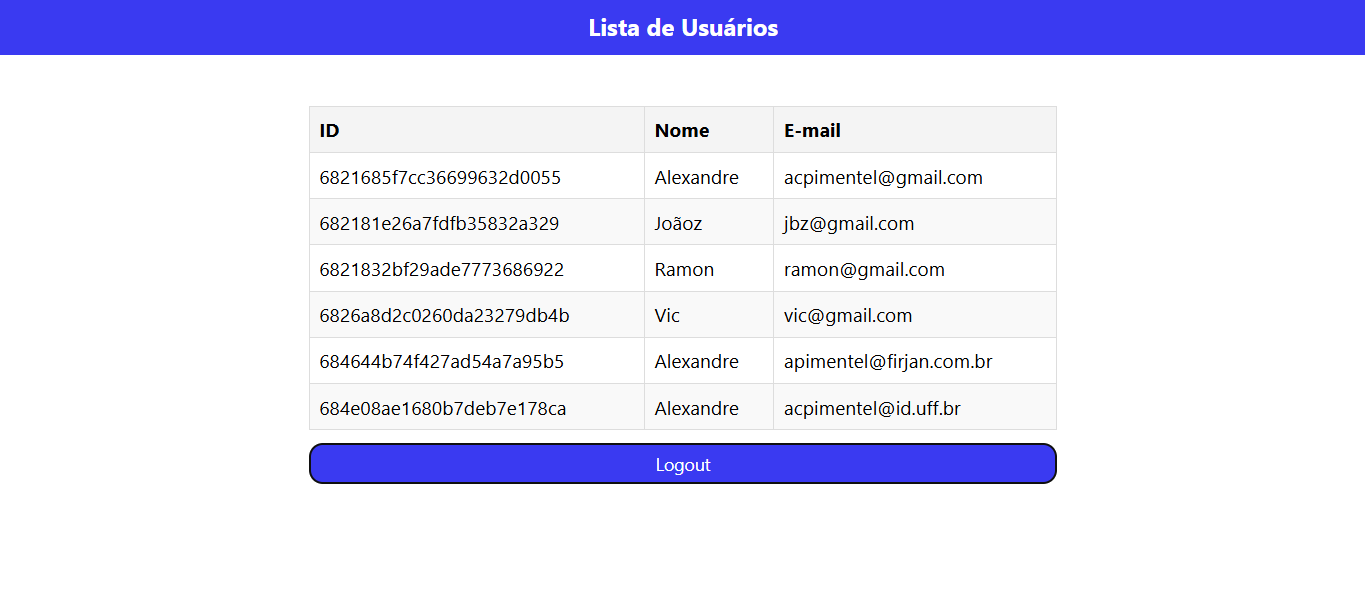 Lista de Usuários
ID Nome E-mail
6821685f7cc36699632d0055 Alexandre acpimentel@gmail.com
682181e26a7fdfb35832a329 Joãoz jbz@gmail.com
6821832bf29ade7773686922 Ramon ramon@gmail.com
6826a8d2c0260da23279db4b Vic vic@gmail.com
684644b74f427ad54a7a95b5 Alexandre apimentel@firjan.com.br
684e08ae1680b7deb7e178ca Alexandre acpimentel@id.uff.br
Logout